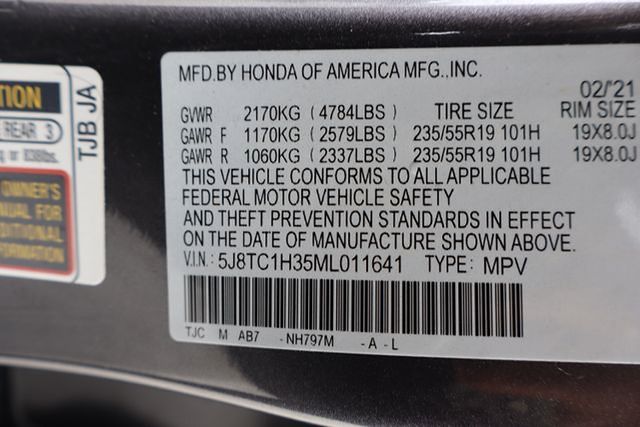 TION
REAR 3
or 838lbs.
OWNER'S
MANUAL FOR
DITIONAL
FORMATION
TJB JA
MFD.BY HONDA OF AMERICA MFG.,INC.
02/'21
GVWR 2170KG (4784LBS) TIRE SIZE RIM SIZE
GAWR F 1170KG (2579LBS) 235/55R19 101H 19X8.0J
GAWR R 1060KG (2337LBS) 235/55R19 101H 19X8.0J
THIS VEHICLE CONFORMS TO ALL APPLICABLE
FEDERAL MOTOR VEHICLE SAFETY
AND THEFT PREVENTION STANDARDS IN EFFECT
ON THE DATE OF MANUFACTURE SHOWN ABOVE.
V.I.N.: 5J8TC1H35ML011641 TYPE: MPV
TJC M AB7 -NH797M -A-L